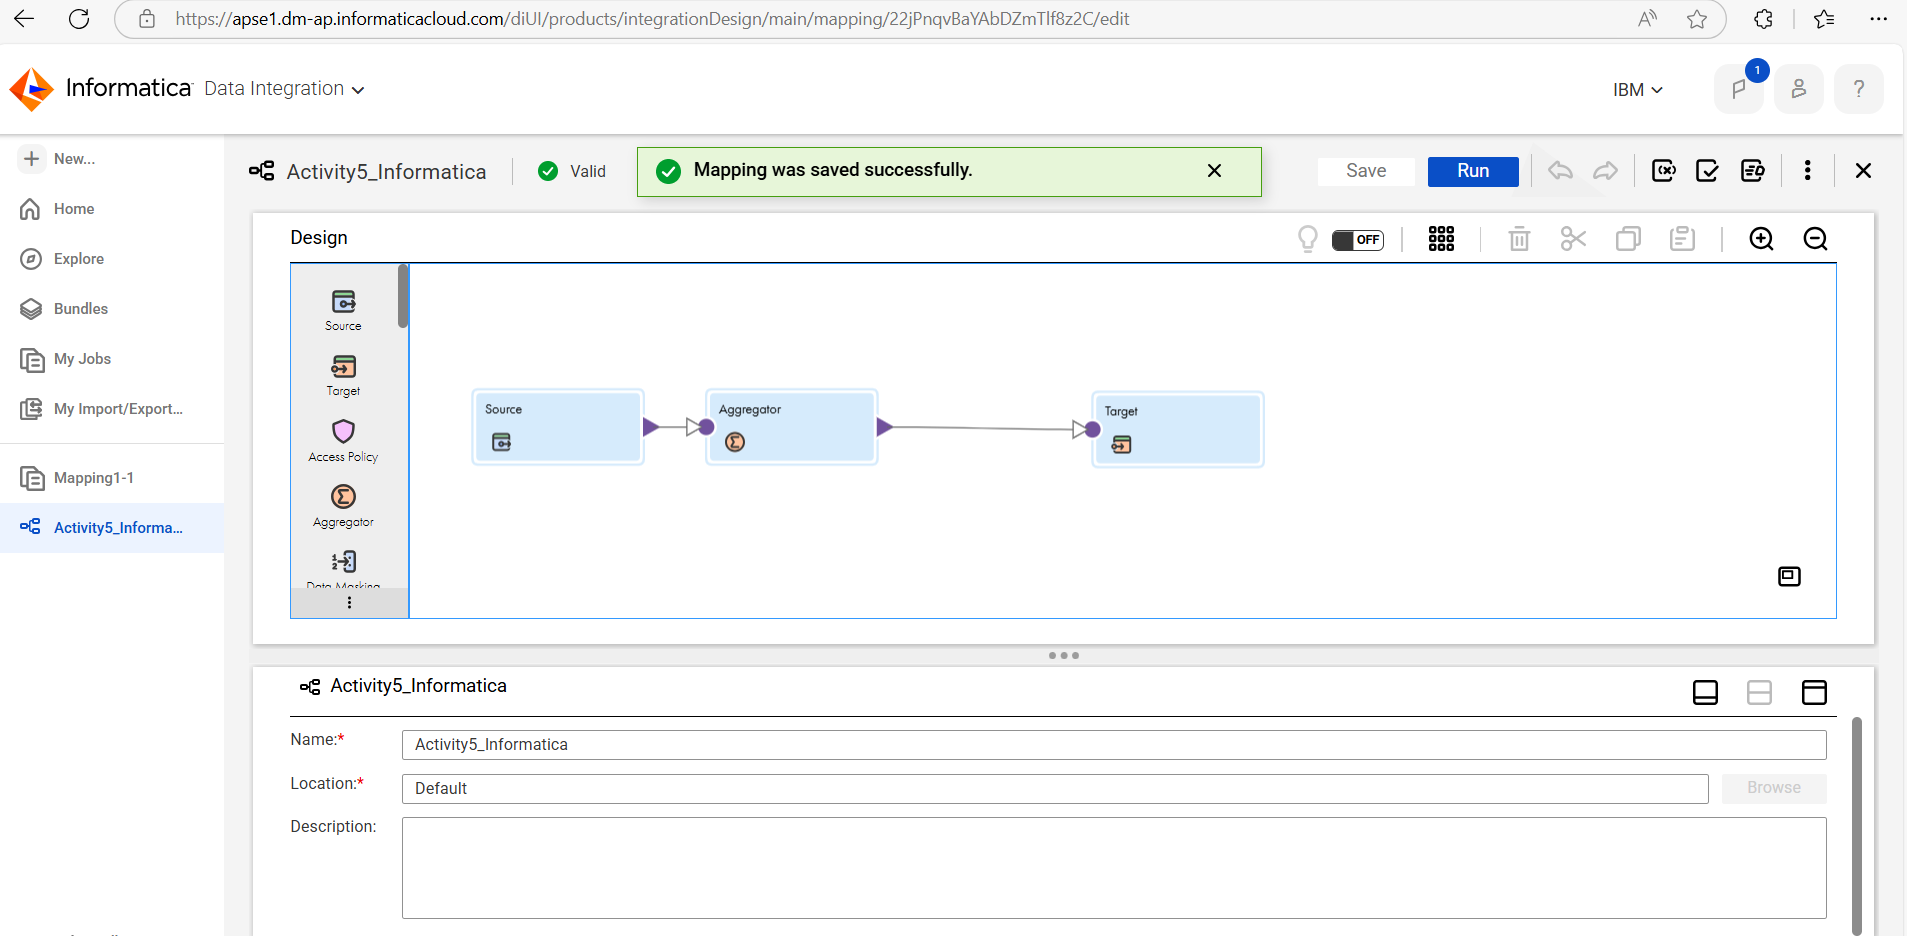 https://apse1.dm-ap.informaticacloud.com/diUI/products/integrationDesign/main/mapping/22jPnqvBaYAbDZmTlf8z2C/edit
Informatica Data Integration
IBM
1
?
New...
Home
Explore
Bundles
My Jobs
My Import/Export...
Mapping1-1
Activity5_Informa...
Activity5_Informatica
Valid
Mapping was saved successfully.
Save
Run
Design
OFF
Source
Target
Access Policy
Aggregator
Data Masking
Source
Aggregator
Target
Activity5_Informatica
Name:*
Activity5_Informatica
Location:*
Default
Browse
Description: